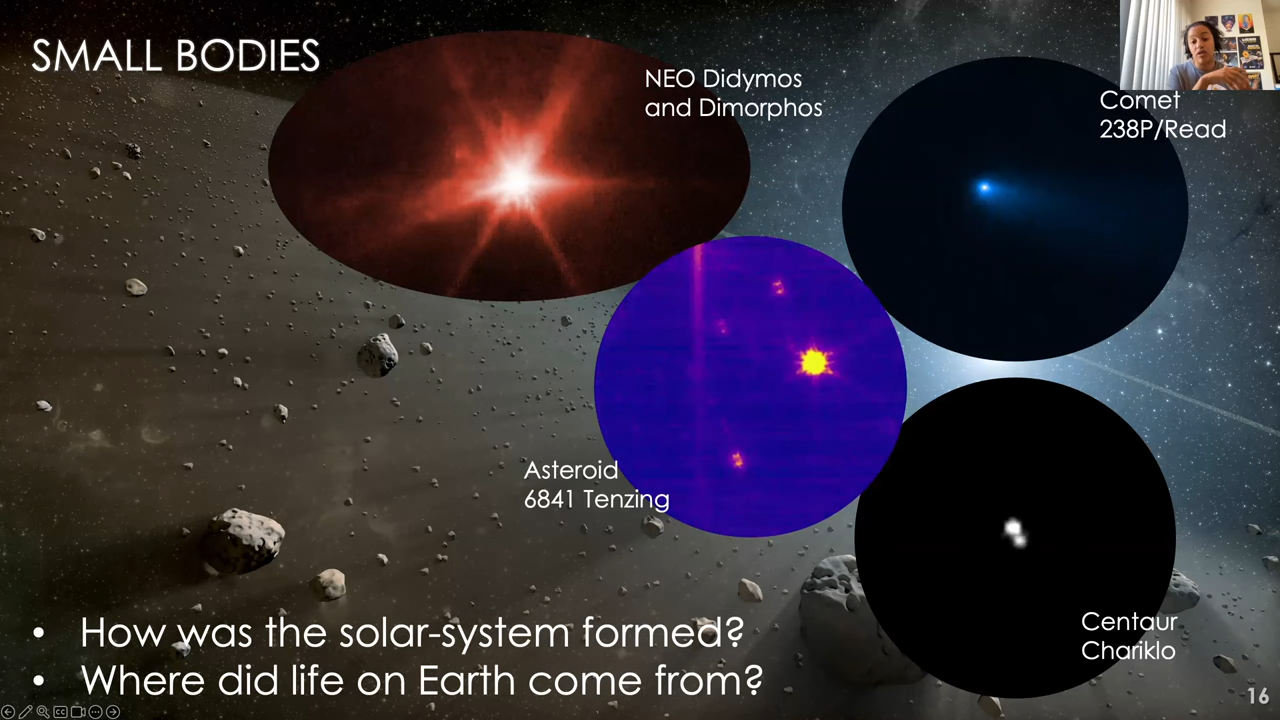 SMALL BODIES
NEO Didymos
and Dimorphos
Comet
238P/Read
Asteroid
6841 Tenzing
Centaur
Chariklo
• How was the solar-system formed?
• Where did life on Earth come from?
16